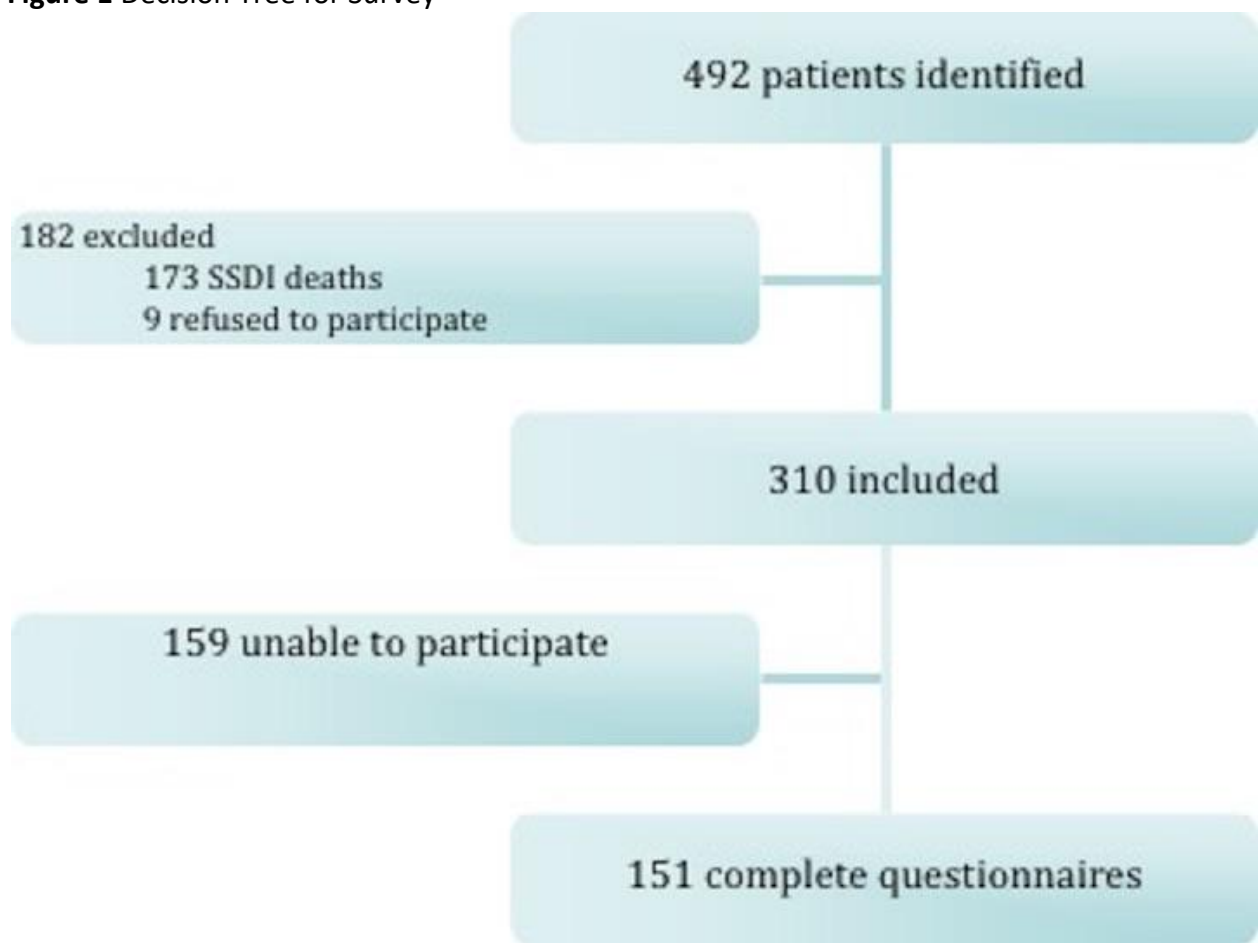 Figure 1 Decision Tree for Survey
492 patients identified
182 excluded
173 SSDI deaths
9 refused to participate
310 included
159 unable to participate
151 complete questionnaires